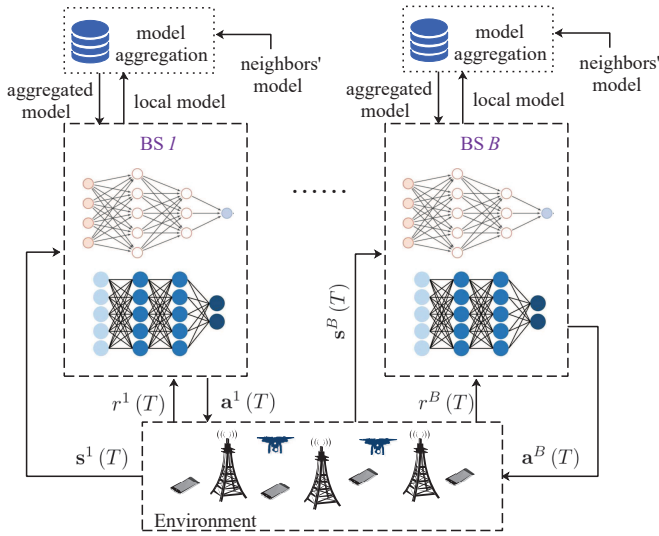 model
aggregation
neighbors'
model
aggregated
model
local model
BS 1
model
aggregation
neighbors'
model
aggregated
model
local model
BS B
......
s^B (T)
r^1 (T)
a^1 (T)
r^B (T)
s^1 (T)
a^B (T)
Environment